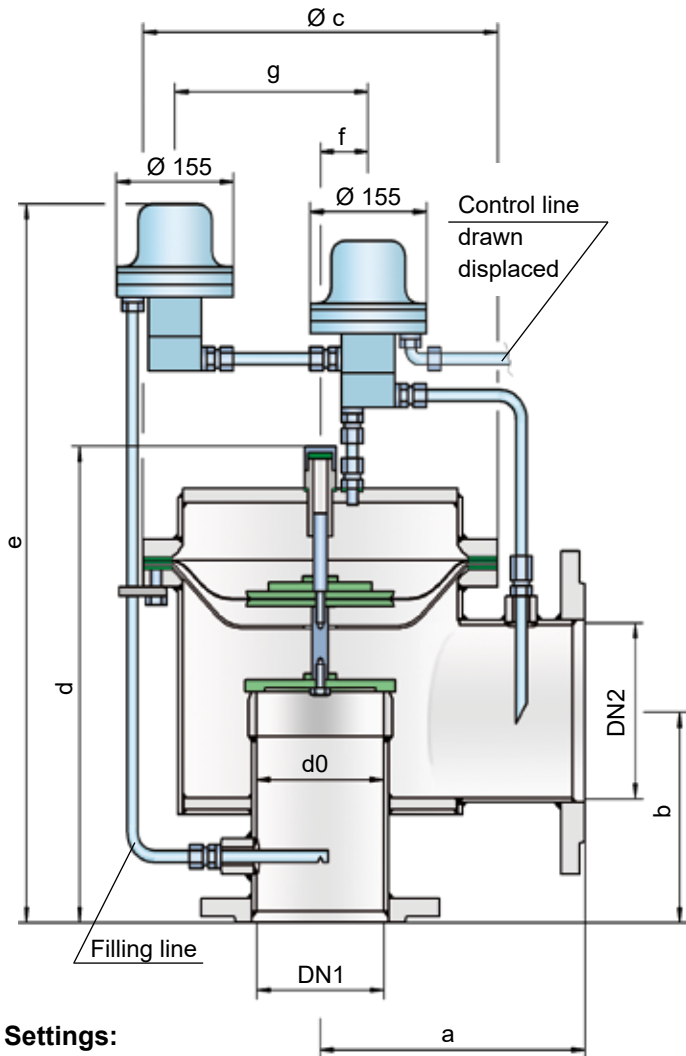 Ø c
g
f
Ø 155
Ø 155
Control line
drawn
displaced
e
d
DN2
d0
b
Filling line
DN1
Settings:
a